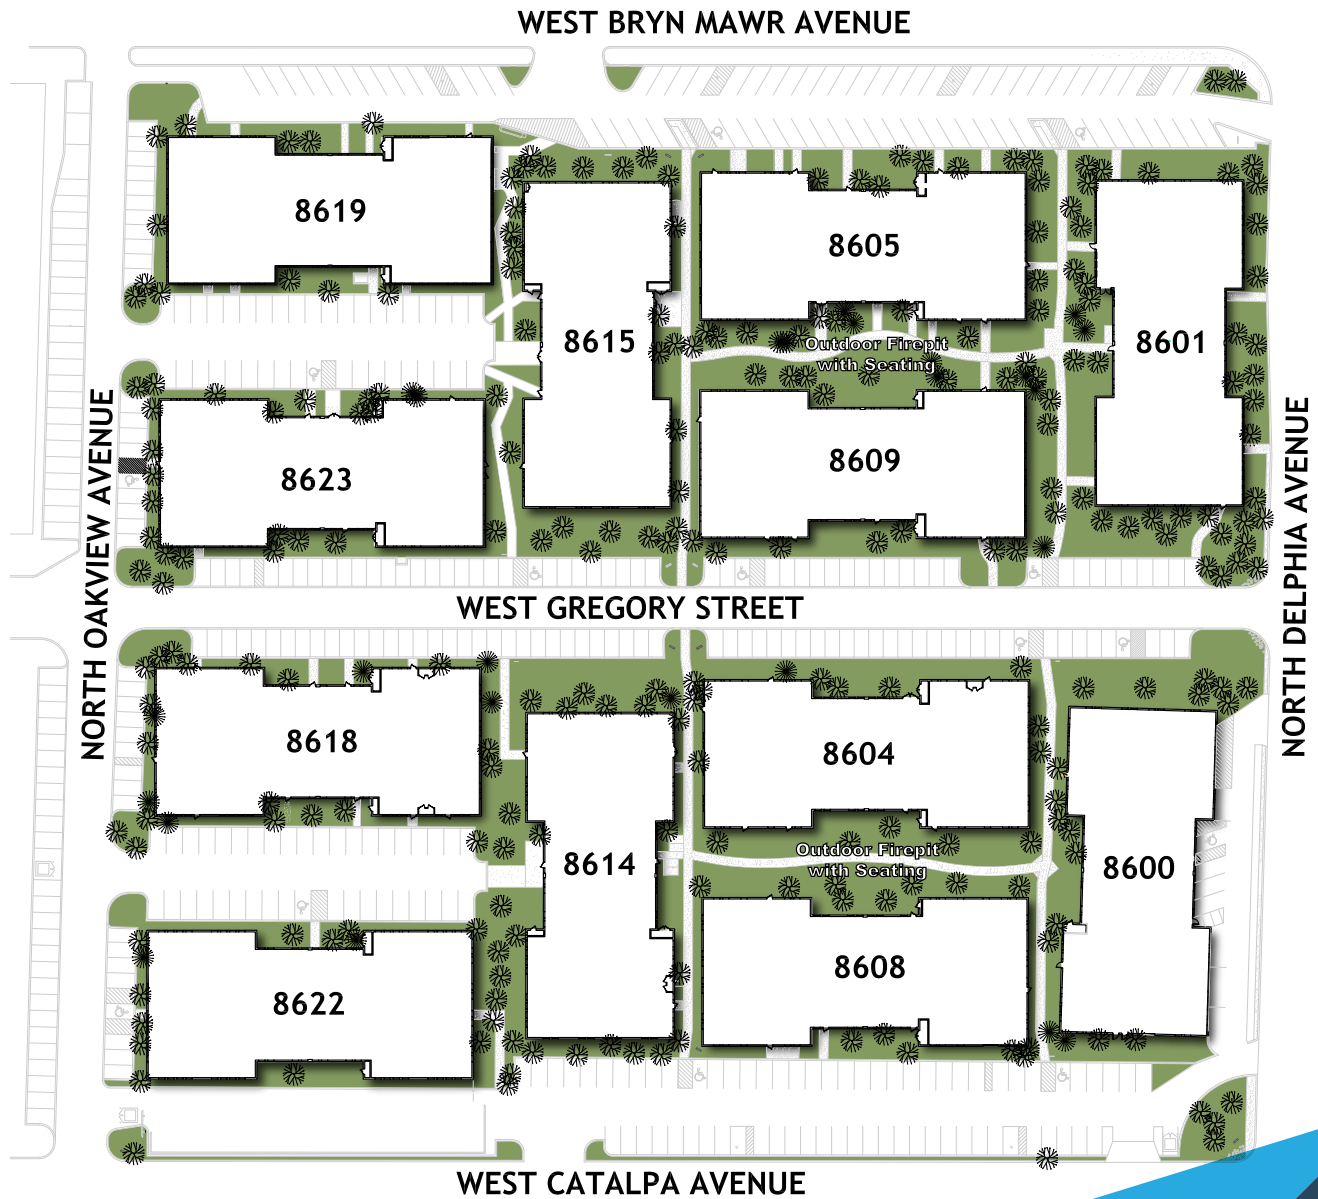 WEST BRYN MAWR AVENUE
8619
8605
8615
8601
Outdoor Firepit
with Seating
NORTH OAKVIEW AVENUE
NORTH DELPHIA AVENUE
8623
8609
WEST GREGORY STREET
8618
8604
8614
8600
Outdoor Firepit
with Seating
8622
8608
WEST CATALPA AVENUE